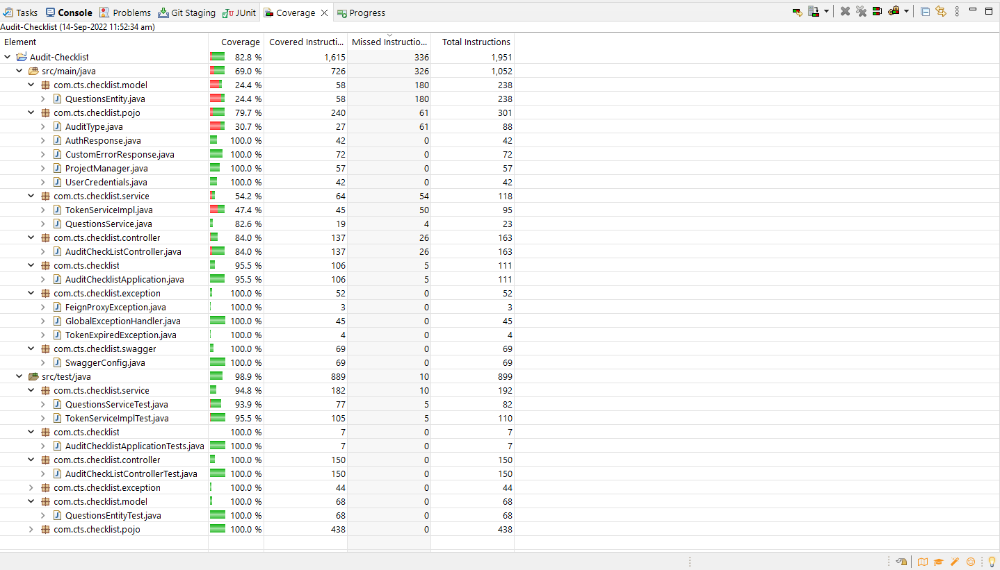 Tasks Console Problems Git Staging JUnit Coverage Progress
Audit-Checklist (14-Sep-2022 11:52:34 am)
Element Coverage Covered Instructi... Missed Instructio... Total Instructions
Audit-Checklist 82.8 % 1,615 336 1,951
src/main/java 69.0 % 726 326 1,052
com.cts.checklist.model 24.4 % 58 180 238
QuestionsEntity.java 24.4 % 58 180 238
com.cts.checklist.pojo 79.7 % 240 61 301
AuditType.java 30.7 % 27 61 88
AuthResponse.java 100.0 % 42 0 42
CustomErrorResponse.java 100.0 % 72 0 72
ProjectManager.java 100.0 % 57 0 57
UserCredentials.java 100.0 % 42 0 42
com.cts.checklist.service 54.2 % 64 54 118
TokenServiceImpl.java 47.4 % 45 50 95
QuestionsService.java 82.6 % 19 4 23
com.cts.checklist.controller 84.0 % 137 26 163
AuditCheckListController.java 84.0 % 137 26 163
com.cts.checklist 95.5 % 106 5 111
AuditChecklistApplication.java 95.5 % 106 5 111
com.cts.checklist.exception 100.0 % 52 0 52
FeignProxyException.java 100.0 % 3 0 3
GlobalExceptionHandler.java 100.0 % 45 0 45
TokenExpiredException.java 100.0 % 4 0 4
com.cts.checklist.swagger 100.0 % 69 0 69
SwaggerConfig.java 100.0 % 69 0 69
src/test/java 98.9 % 889 10 899
com.cts.checklist.service 94.8 % 182 10 192
QuestionsServiceTest.java 93.9 % 77 5 82
TokenServiceImplTest.java 95.5 % 105 5 110
com.cts.checklist 100.0 % 7 0 7
AuditChecklistApplicationTests.java 100.0 % 7 0 7
com.cts.checklist.controller 100.0 % 150 0 150
AuditCheckListControllerTest.java 100.0 % 150 0 150
com.cts.checklist.exception 100.0 % 44 0 44
com.cts.checklist.model 100.0 % 68 0 68
QuestionsEntityTest.java 100.0 % 68 0 68
com.cts.checklist.pojo 100.0 % 438 0 438